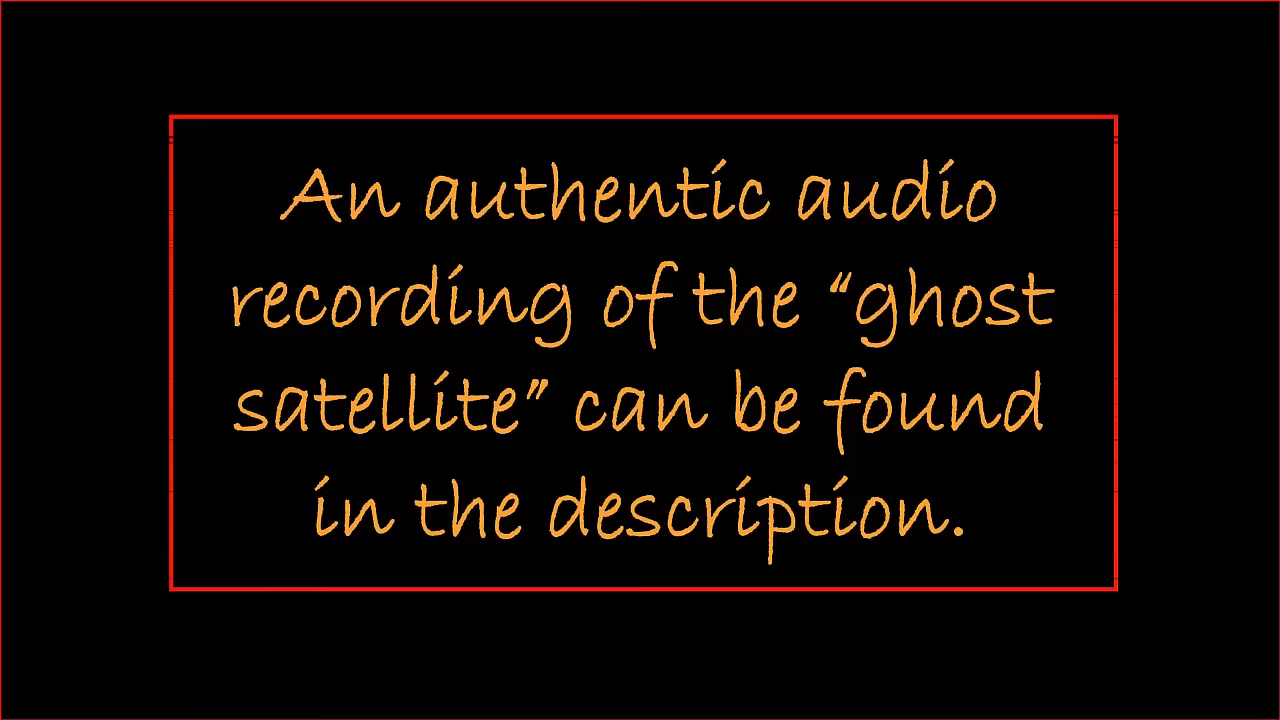 An authentic audio
recording of the “ghost
satellite” can be found
in the description.